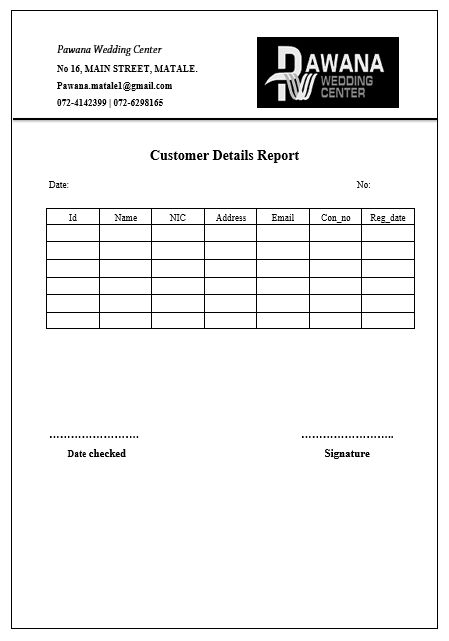 Pawana Wedding Center
No 16, MAIN STREET, MATALE.
Pawana.matale1@gmail.com
072-4142399 | 072-6298165
PAWANA
WEDDING
CENTER
Customer Details Report
Date: No:
Id Name NIC Address Email Con_no Reg_date
……………………. ……………………..
Date checked Signature